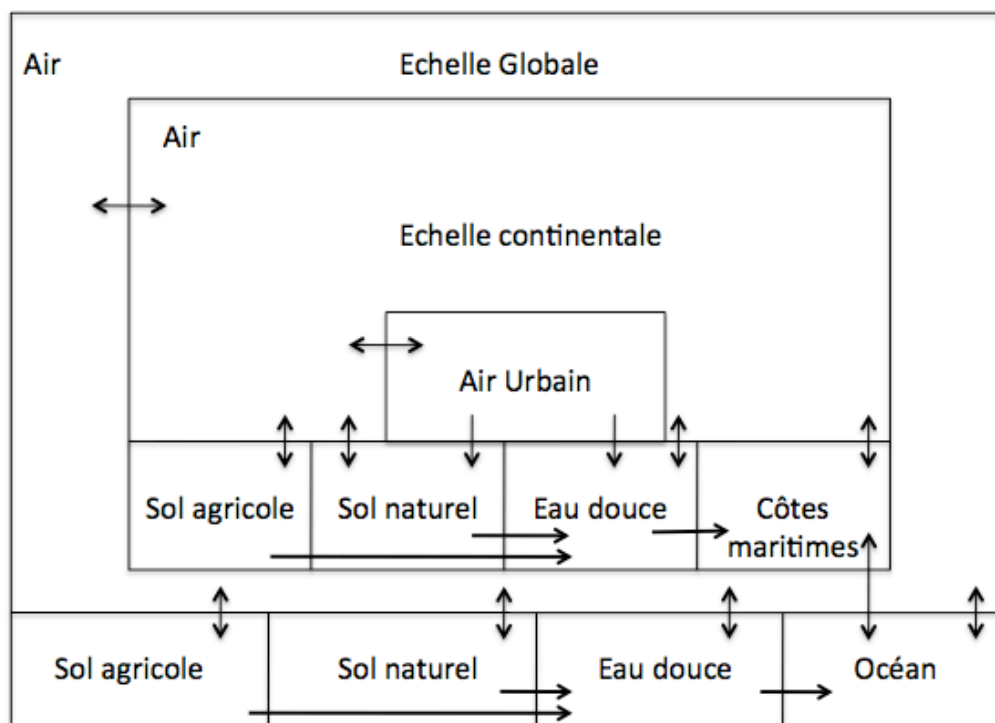 Air
Echelle Globale
Air
Echelle continentale
Air Urbain
Sol agricole
Sol naturel
Eau douce
Côtes
maritimes
Sol agricole
Sol naturel
Eau douce
Océan